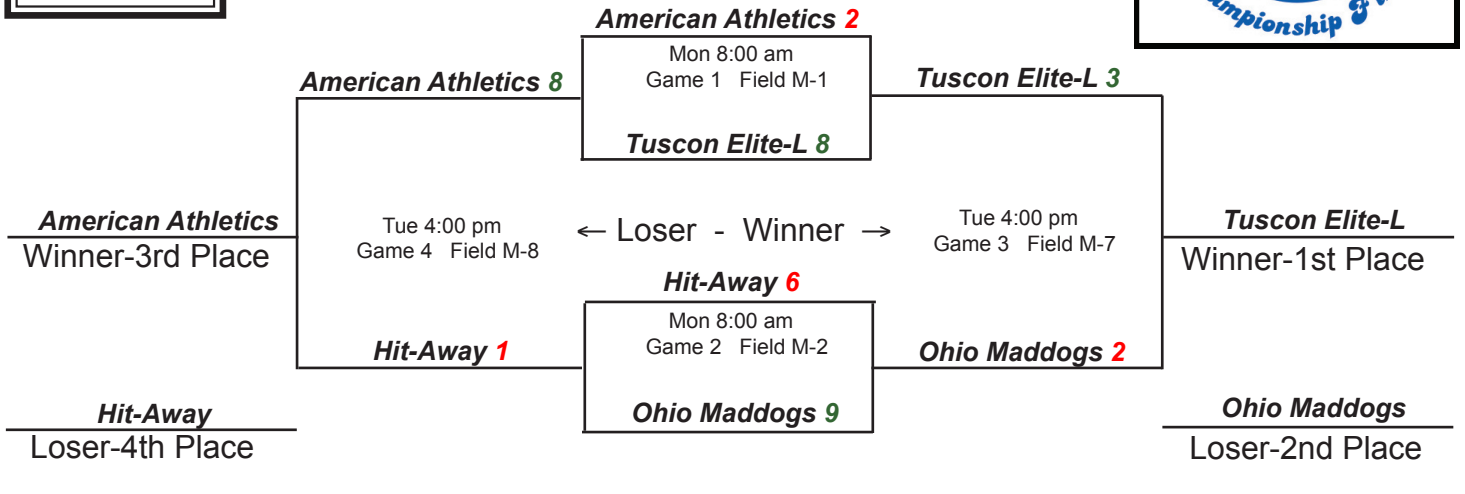 American Athletics 2
Mon 8:00 am
Game 1 Field M-1
Tuscon Elite-L 8
American Athletics 8
Tuscon Elite-L 3
American Athletics
Winner-3rd Place
Tue 4:00 pm
Game 4 Field M-8
← Loser - Winner →
Tue 4:00 pm
Game 3 Field M-7
Tuscon Elite-L
Winner-1st Place
Hit-Away 6
Mon 8:00 am
Game 2 Field M-2
Ohio Maddogs 9
Hit-Away 1
Ohio Maddogs 2
Hit-Away
Loser-4th Place
Ohio Maddogs
Loser-2nd Place